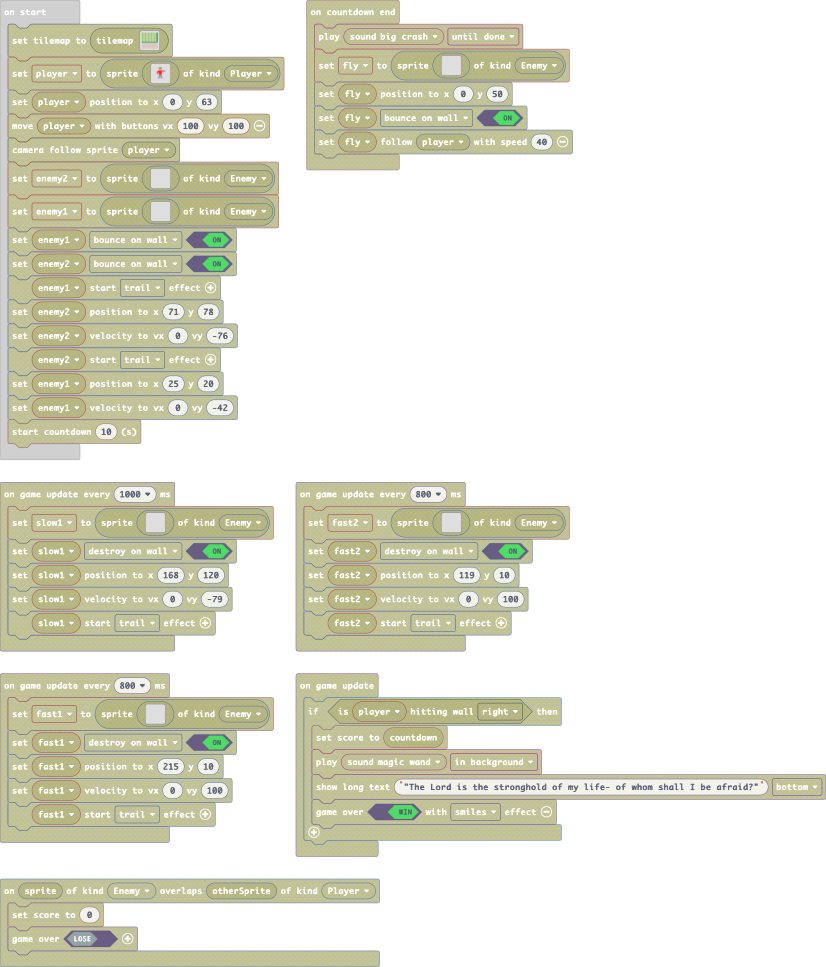 on start
set tilemap to tilemap
set player to sprite of kind Player
set player position to x 0 y 63
move player with buttons vx 100 vy 100
camera follow sprite player
set enemy2 to sprite of kind Enemy
set enemy1 to sprite of kind Enemy
set enemy1 bounce on wall ON
set enemy2 bounce on wall ON
enemy1 start trail effect
set enemy2 position to x 71 y 78
set enemy2 velocity to vx 0 vy -76
enemy2 start trail effect
set enemy1 position to x 25 y 20
set enemy1 velocity to vx 0 vy -42
start countdown 10 (s)
on countdown end
play sound big crash until done
set fly to sprite of kind Enemy
set fly position to x 0 y 50
set fly bounce on wall ON
set fly follow player with speed 40
on game update every 1000 ms
set slow1 to sprite of kind Enemy
set slow1 destroy on wall ON
set slow1 position to x 168 y 120
set slow1 velocity to vx 0 vy -79
slow1 start trail effect
on game update every 800 ms
set fast2 to sprite of kind Enemy
set fast2 destroy on wall ON
set fast2 position to x 119 y 10
set fast2 velocity to vx 0 vy 100
fast2 start trail effect
on game update every 800 ms
set fast1 to sprite of kind Enemy
set fast1 destroy on wall ON
set fast1 position to x 215 y 10
set fast1 velocity to vx 0 vy 100
fast1 start trail effect
on game update
if is player hitting wall right then
set score to countdown
play sound magic wand in background
show long text ""The Lord is the stronghold of my life- of whom shall I be afraid?"" bottom
game over WIN with smiles effect
on sprite of kind Enemy overlaps otherSprite of kind Player
set score to 0
game over LOSE